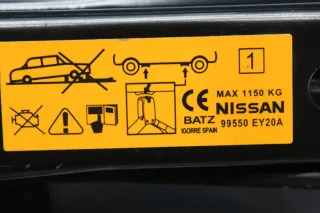 1
MAX 1150 KG
CE NISSAN
BATZ
IGORRE SPAIN
99550 EY20A